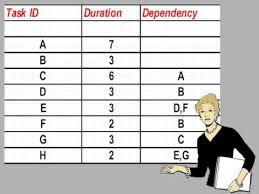 Task ID Duration Dependency
A 7
B 3
C 6 A
D 3 B
E 3 D,F
F 2 B
G 3 C
H 2 E,G